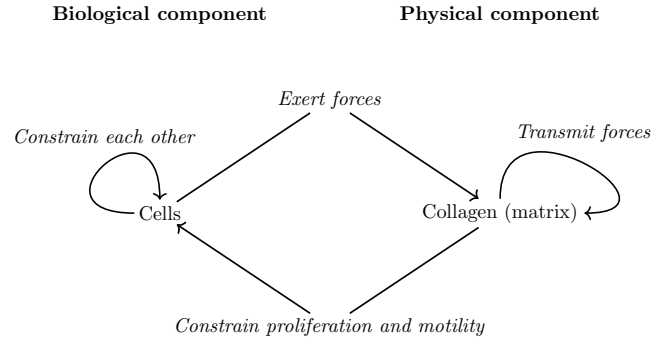 Biological component
Physical component
Exert forces
Constrain each other
Transmit forces
Cells
Collagen (matrix)
Constrain proliferation and motility